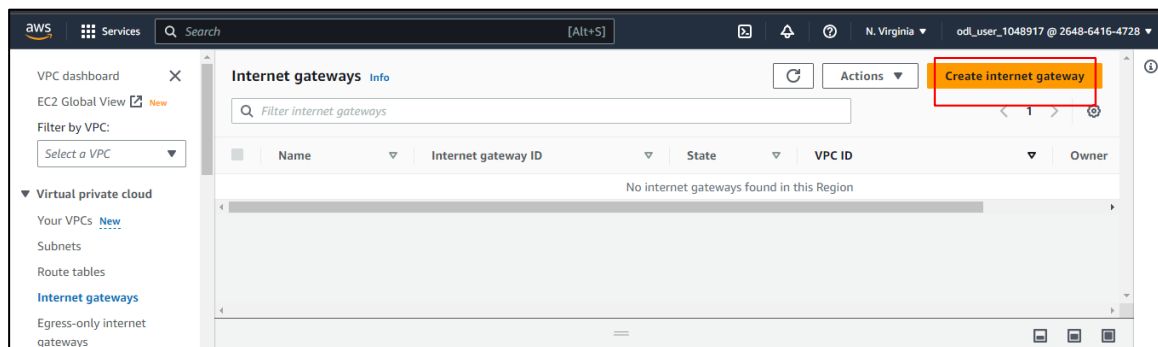 aws Services Search [Alt+S] N. Virginia ▼ odl_user_1048917 @ 2648-6416-4728 ▼
VPC dashboard
EC2 Global View New
Filter by VPC:
Select a VPC
Virtual private cloud
Your VPCs New
Subnets
Route tables
Internet gateways
Egress-only internet
gateways
Internet gateways Info
Actions ▼
Create internet gateway
Filter internet gateways
1
Name Internet gateway ID State VPC ID Owner
No internet gateways found in this Region